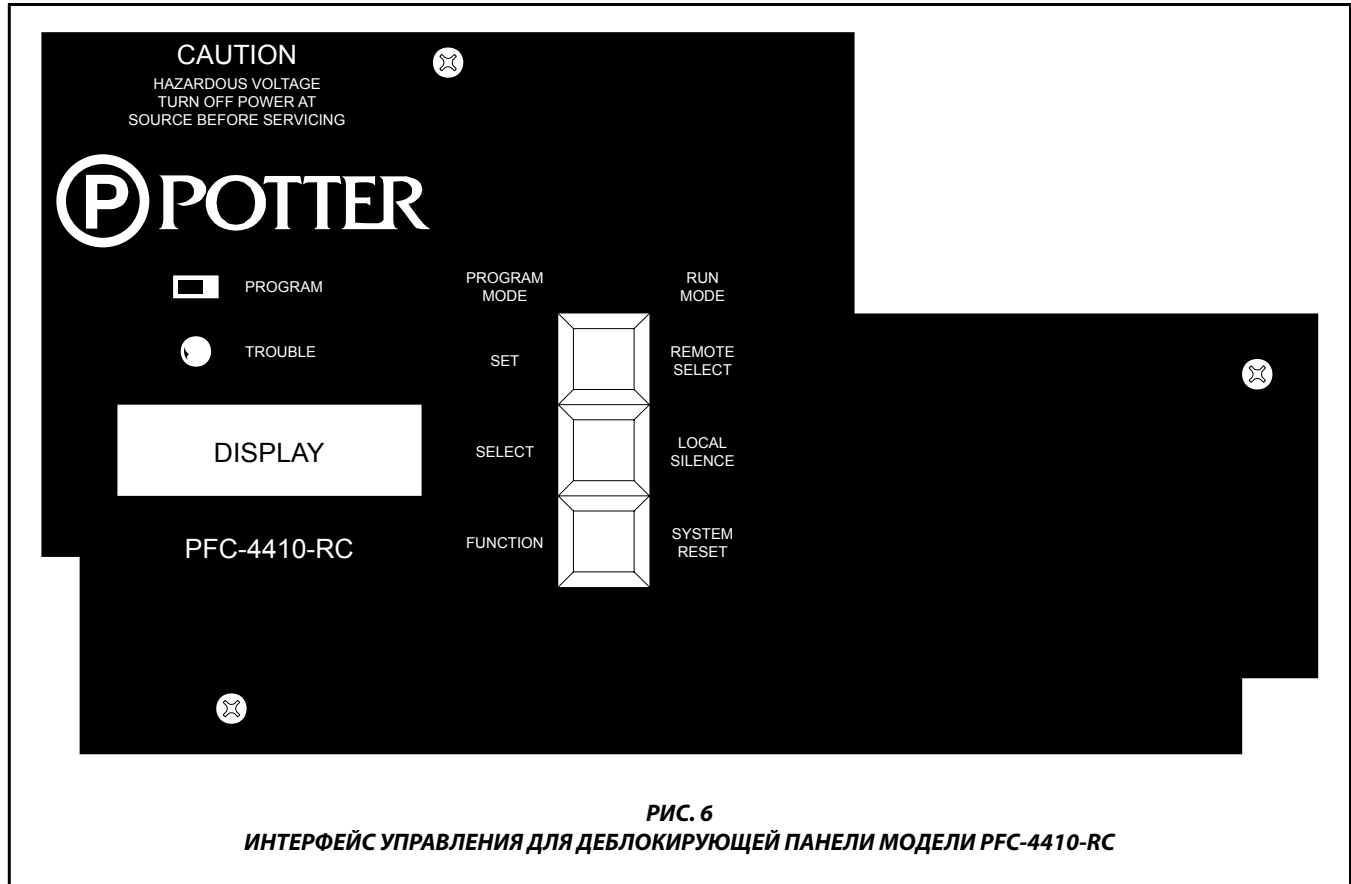 CAUTION
HAZARDOUS VOLTAGE
TURN OFF POWER AT
SOURCE BEFORE SERVICING
P POTTER
PROGRAM
TROUBLE
DISPLAY
PFC-4410-RC
PROGRAM
MODE
RUN
MODE
SET
REMOTE
SELECT
SELECT
LOCAL
SILENCE
FUNCTION
SYSTEM
RESET
РИС. 6
ИНТЕРФЕЙС УПРАВЛЕНИЯ ДЛЯ ДЕБЛОКИРУЮЩЕЙ ПАНЕЛИ МОДЕЛИ PFC-4410-RC